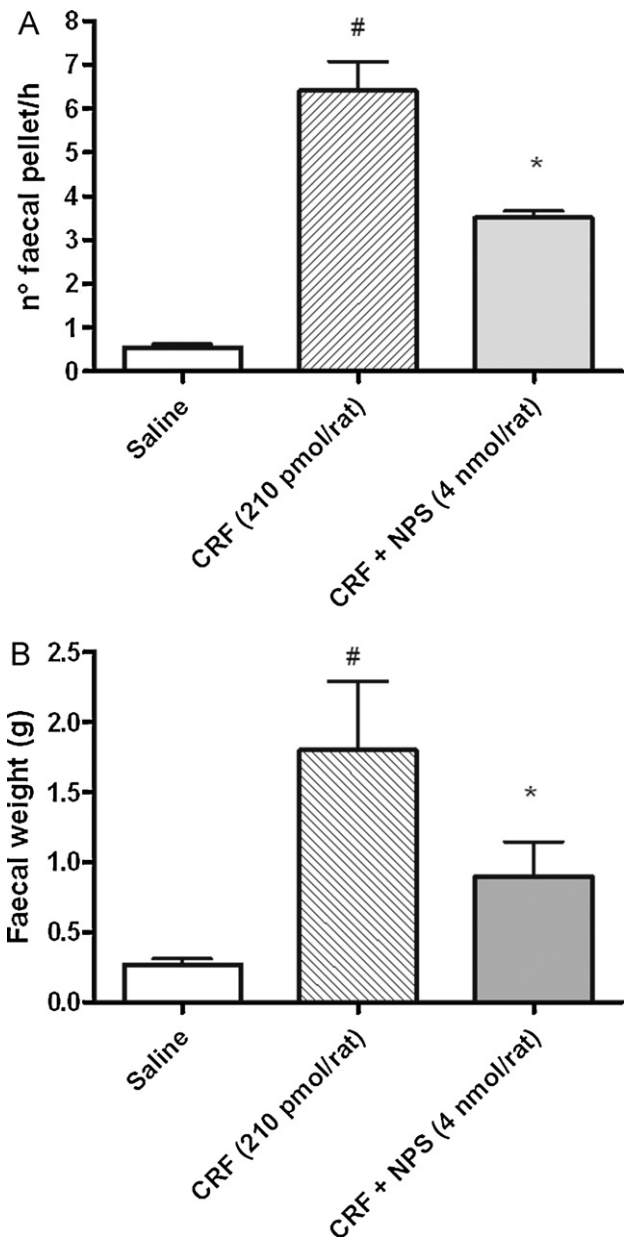 A
n° faecal pellet/h
8
7
6
5
4
3
2
1
0
#
*
Saline
CRF (210 pmol/rat)
CRF + NPS (4 nmol/rat)
B
Faecal weight (g)
2.5
2.0
1.5
1.0
0.5
0.0
#
*
Saline
CRF (210 pmol/rat)
CRF + NPS (4 nmol/rat)